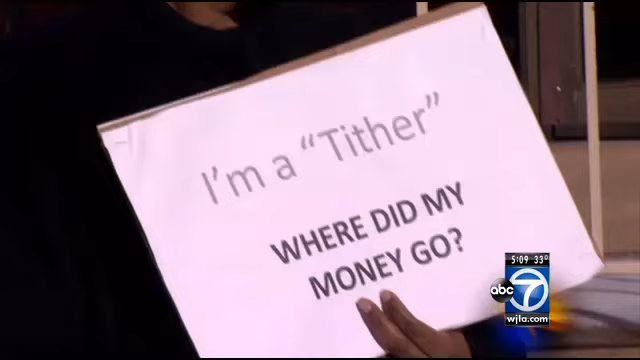 I'm a “Tither”
WHERE DID MY
MONEY GO?
5:09 33°
abc 7
wjla.com